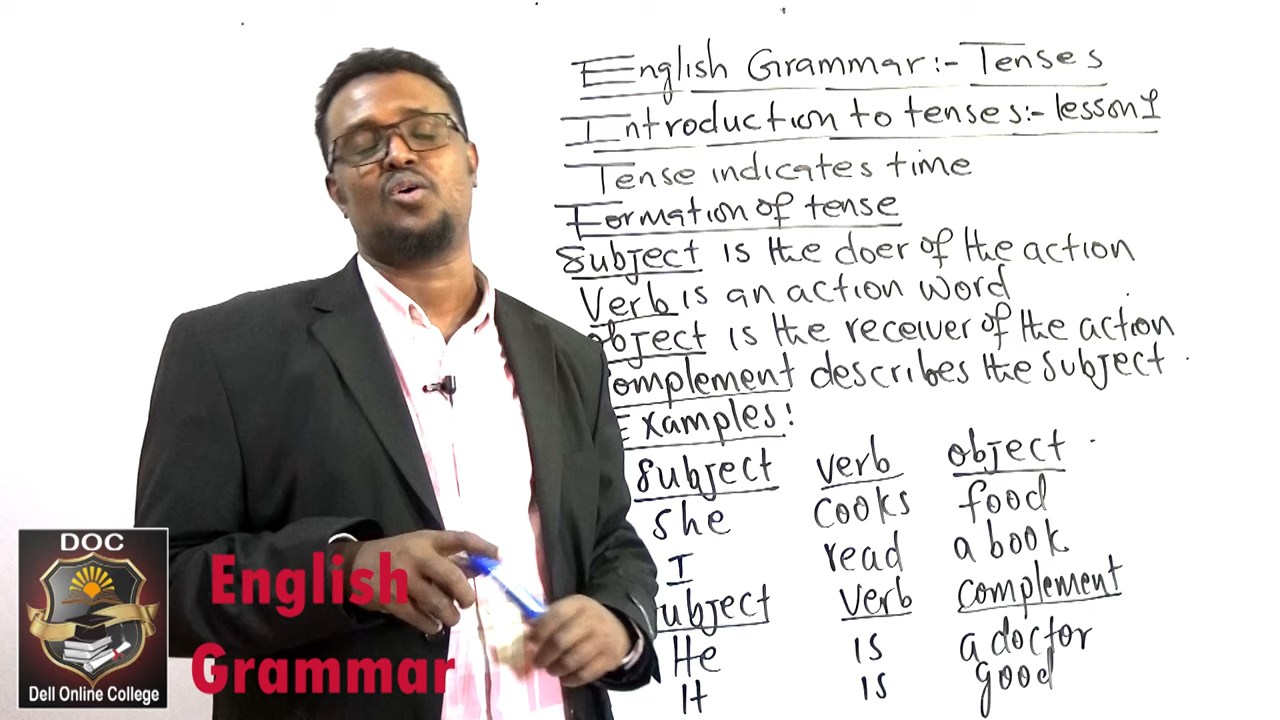 English Grammar:- Tenses
Introduction to tenses:- lesson 1
Tense indicates time
Formation of tense
Subject is the doer of the action
Verb is an action word
object is the receiver of the action
omplement describes the subject
Examples:
subject verb object
she cooks food
I read a book
ubject verb complement
He is a doctor
It is good
DOC
Dell Online College
English
Grammar